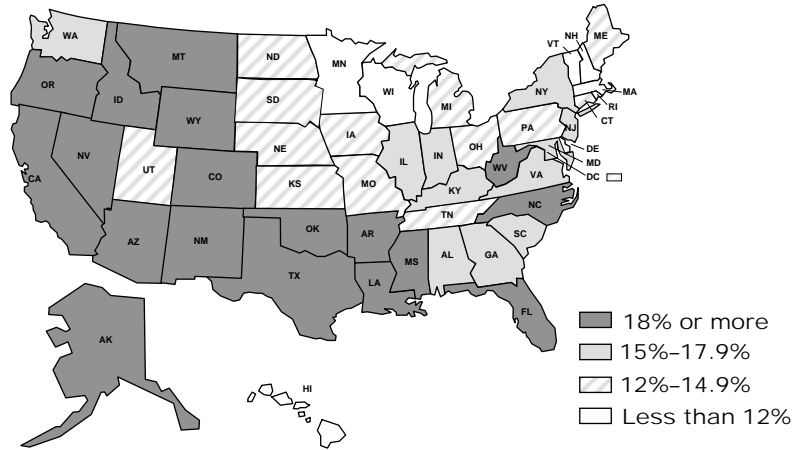 WA
MT
ND
MN
VT
NH
ME
OR
ID
SD
WI
MI
NY
MA
RI
CT
WY
IA
PA
NJ
NV
UT
NE
IL
IN
OH
DE
MD
DC
CA
CO
KS
MO
WV
VA
KY
NC
TN
AZ
NM
OK
AR
SC
TX
LA
MS
AL
GA
FL
AK
HI
18% or more
15%–17.9%
12%–14.9%
Less than 12%